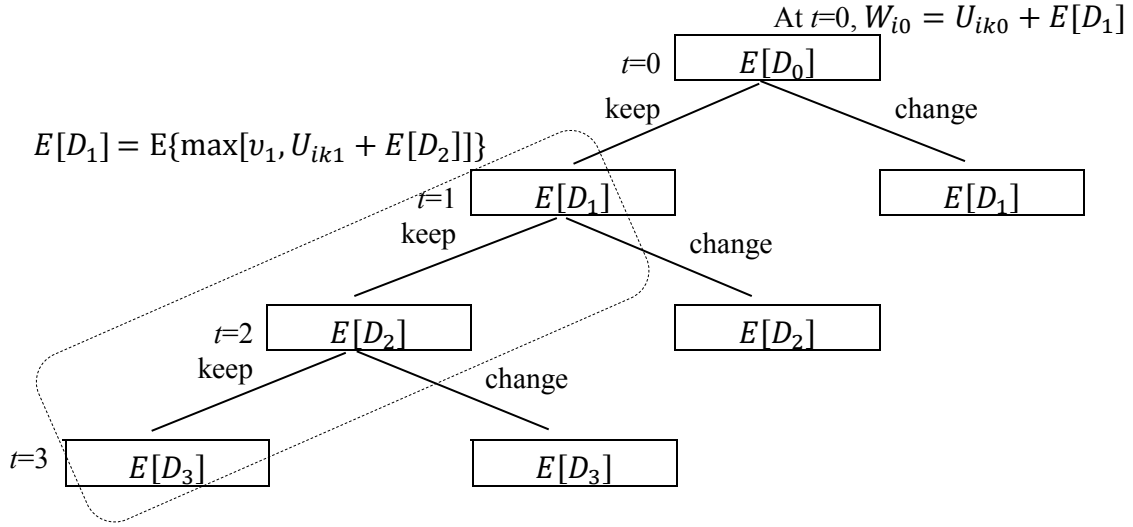 At t=0, W_{i0} = U_{ik0} + E[D_1]
t=0 E[D_0]
keep change
E[D_1] = E{max[υ_1, U_{ik1} + E[D_2]]}
t=1 E[D_1] E[D_1]
keep change
t=2 E[D_2] E[D_2]
keep change
t=3 E[D_3] E[D_3]